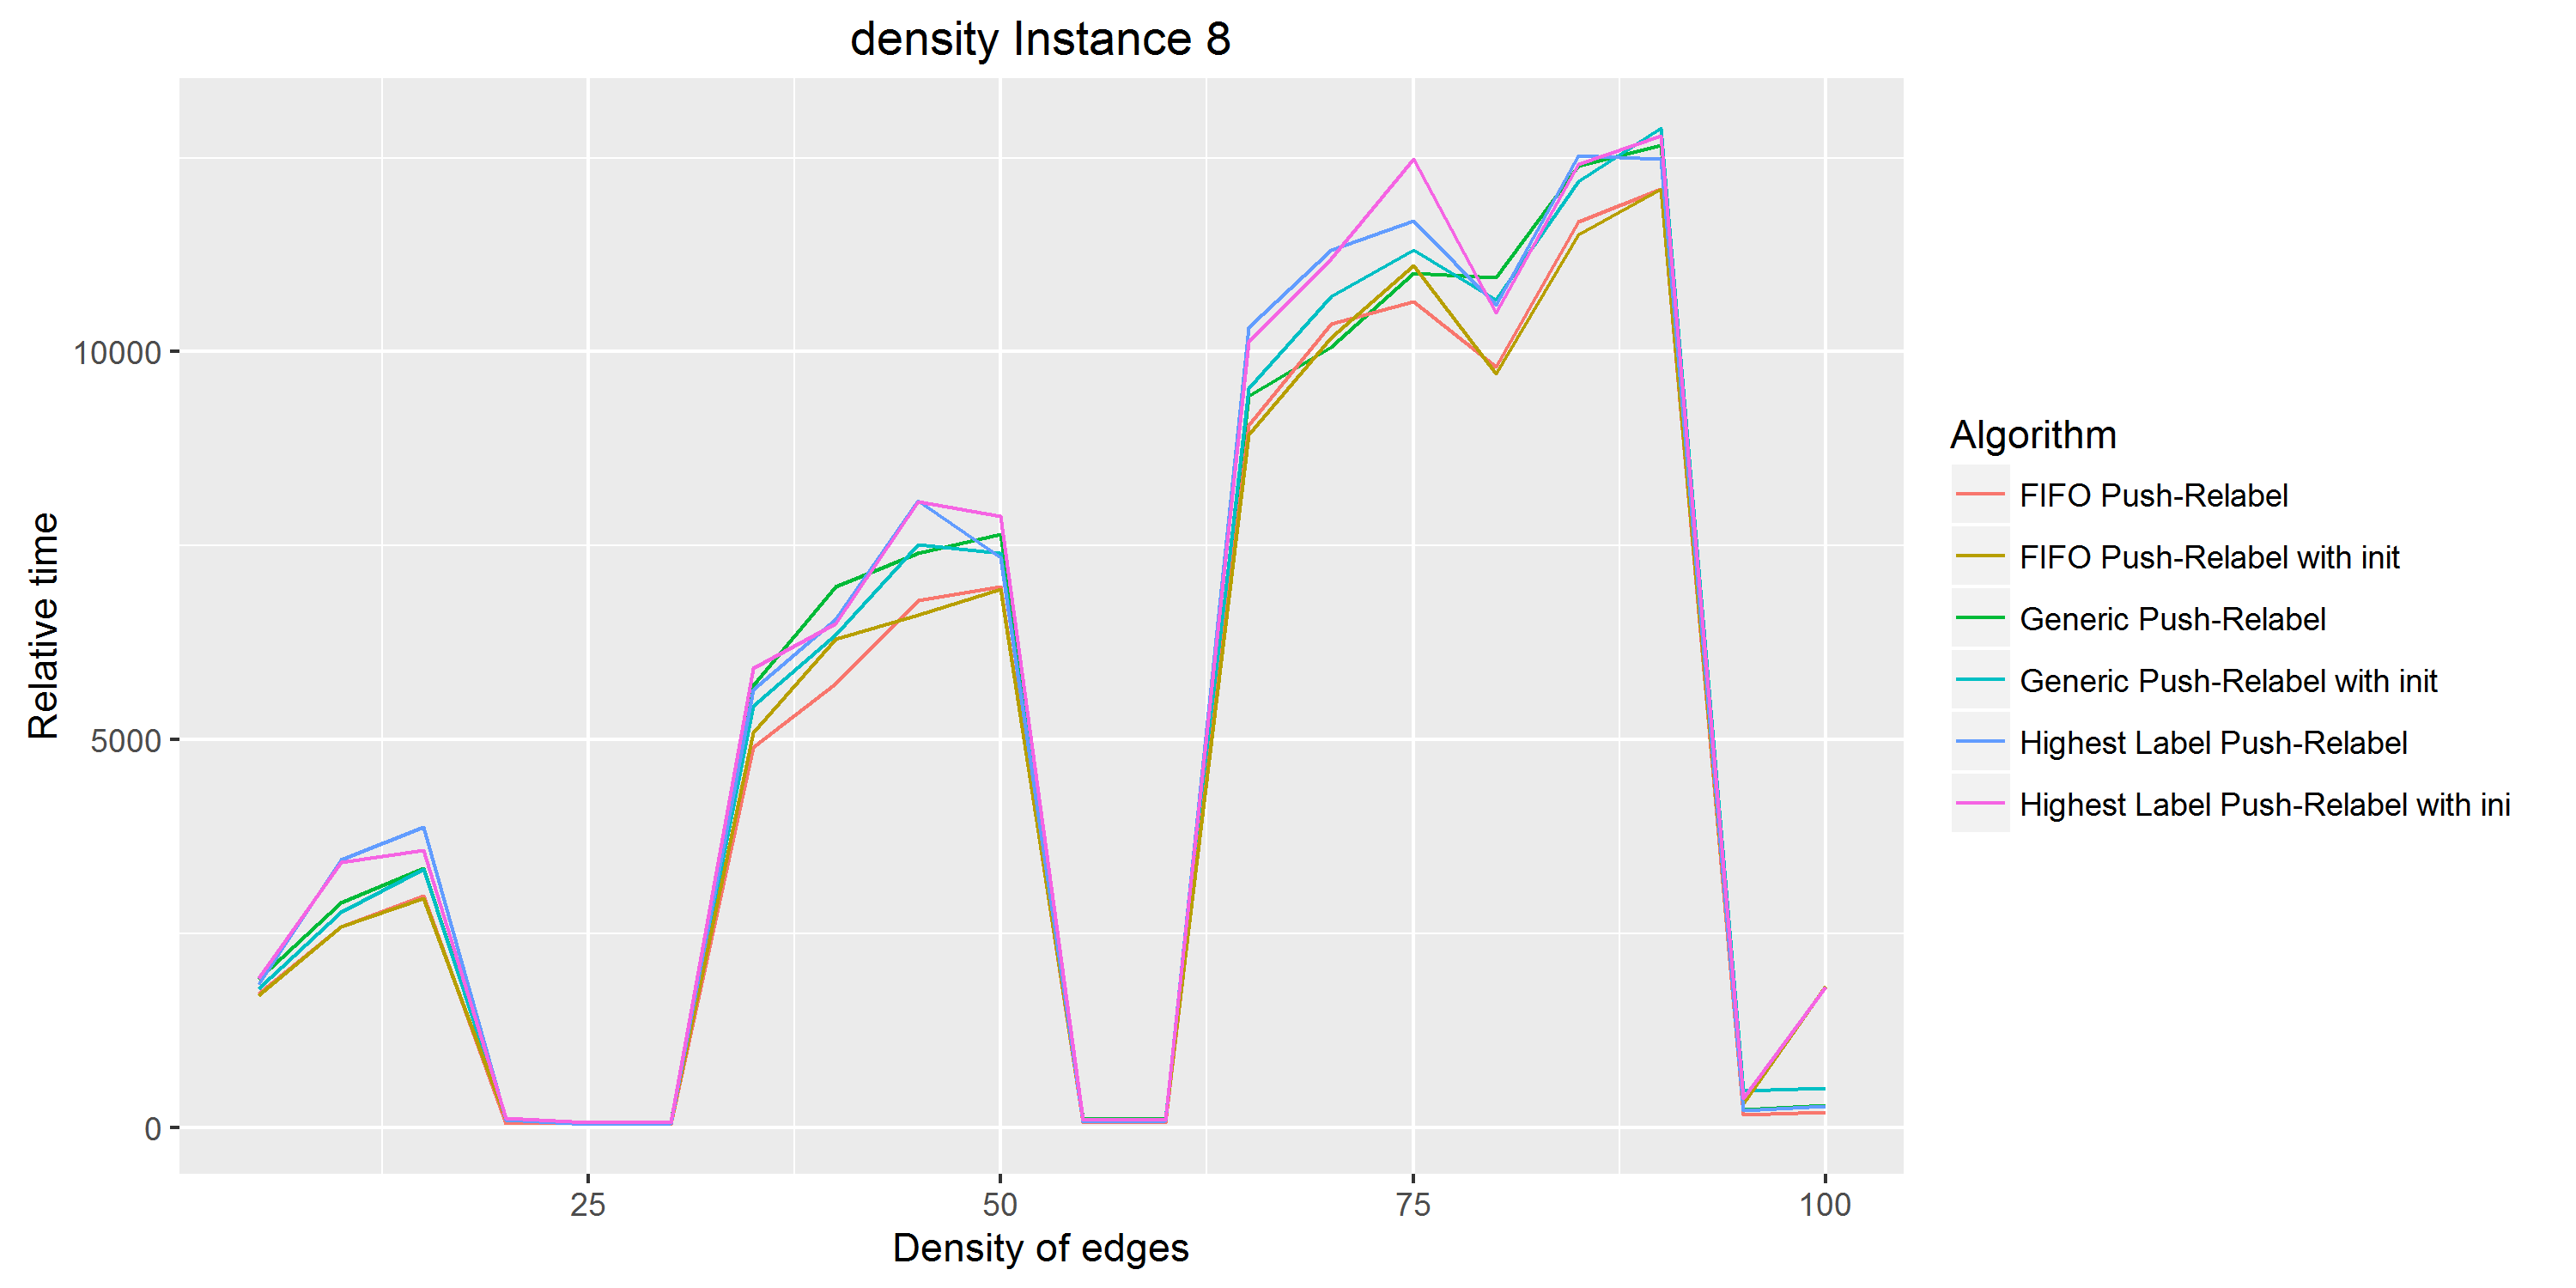 density Instance 8
Relative time
10000
5000
0
25
50
75
100
Density of edges
Algorithm
FIFO Push-Relabel
FIFO Push-Relabel with init
Generic Push-Relabel
Generic Push-Relabel with init
Highest Label Push-Relabel
Highest Label Push-Relabel with ini